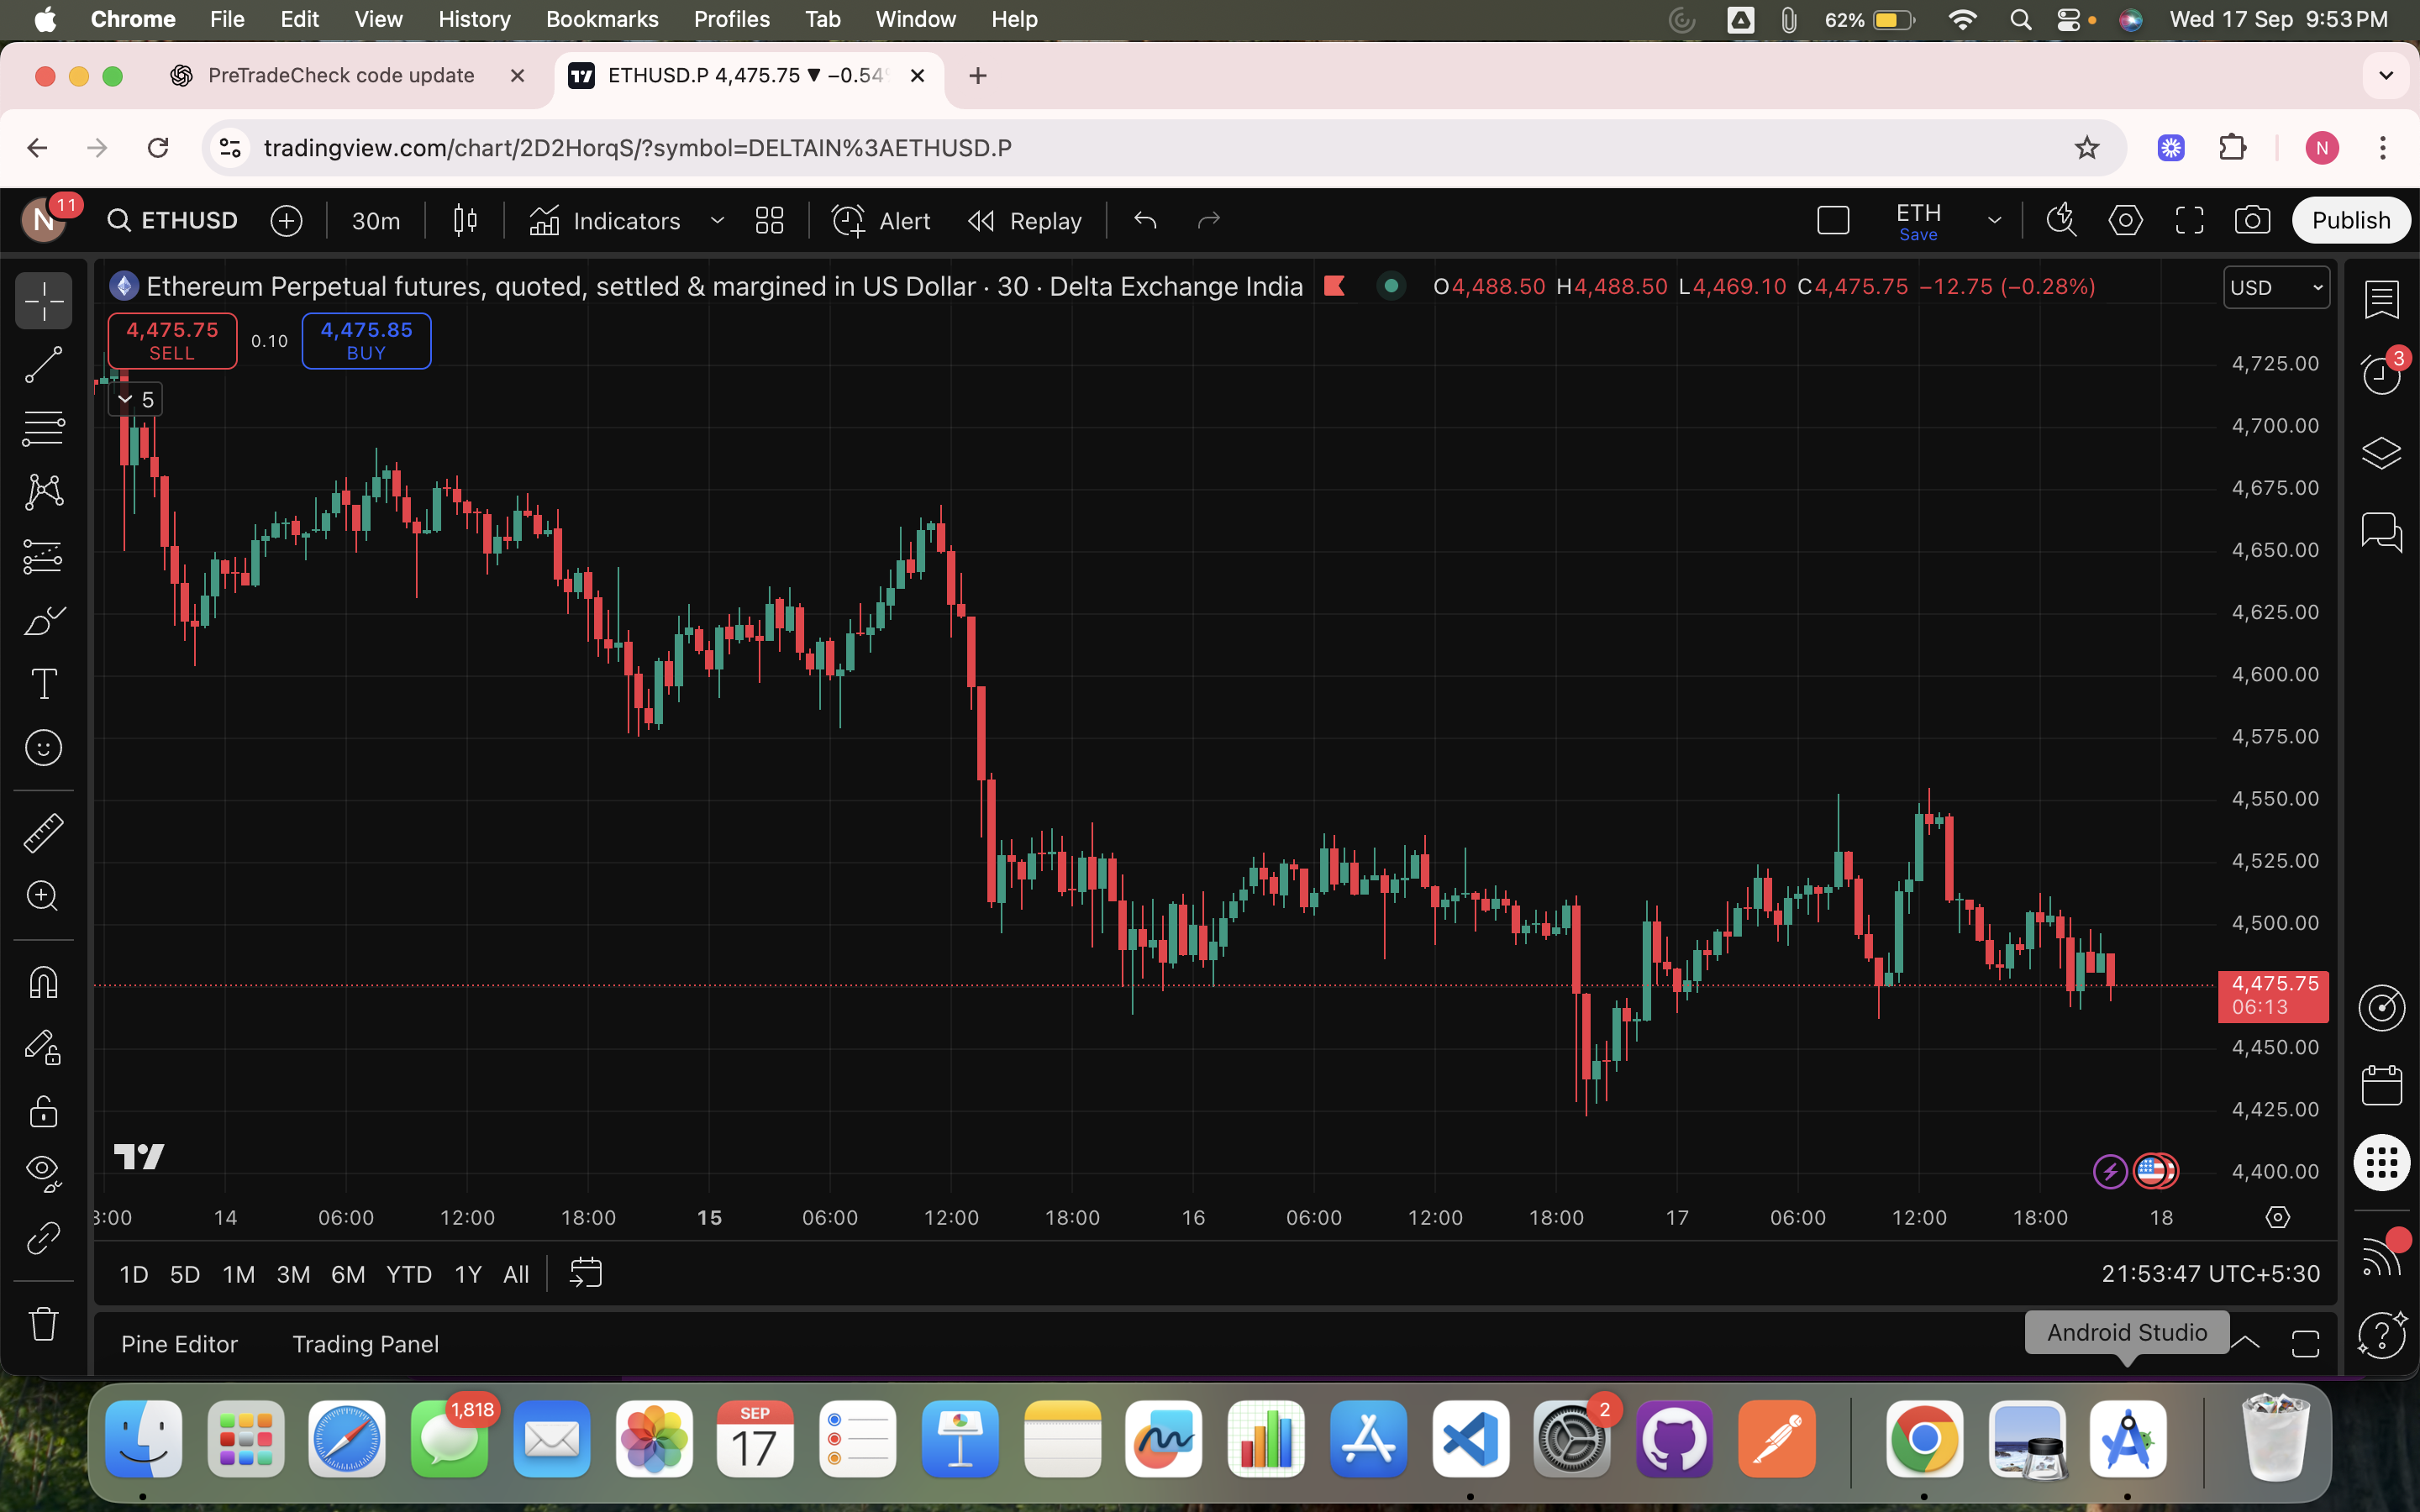 Chrome File Edit View History Bookmarks Profiles Tab Window Help 62% Wed 17 Sep 9:53 PM
PreTradeCheck code update ETHUSD.P 4,475.75 ▼ −0.54
tradingview.com/chart/2D2HorqS/?symbol=DELTAIN%3AETHUSD.P N
N 11 ETHUSD 30m Indicators Alert Replay ETH Save Publish
Ethereum Perpetual futures, quoted, settled & margined in US Dollar · 30 · Delta Exchange India O4,488.50 H4,488.50 L4,469.10 C4,475.75 −12.75 (−0.28%) USD
4,475.75 SELL 0.10 4,475.85 BUY
5
4,725.00
3
4,700.00
4,675.00
4,650.00
4,625.00
4,600.00
4,575.00
4,550.00
4,525.00
4,500.00
4,475.75
06:13
4,450.00
4,425.00
4,400.00
3:00 14 06:00 12:00 18:00 15 06:00 12:00 18:00 16 06:00 12:00 18:00 17 06:00 12:00 18:00 18
1D 5D 1M 3M 6M YTD 1Y All 21:53:47 UTC+5:30
Pine Editor Trading Panel Android Studio
1,818 SEP 17 2